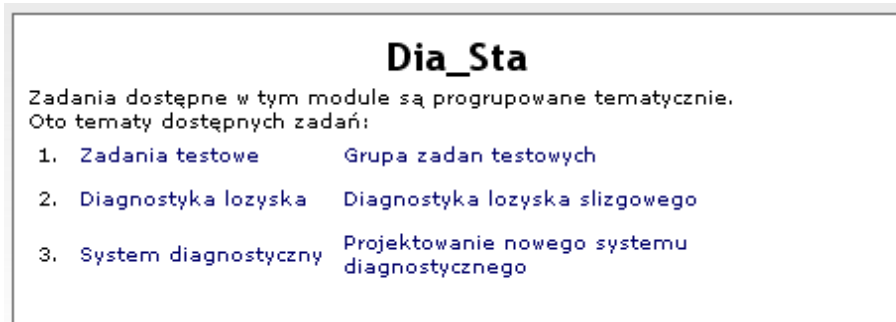 Dia_Sta
Zadania dostępne w tym module są progrupowane tematycznie.
Oto tematy dostępnych zadań:
1. Zadania testowe Grupa zadan testowych
2. Diagnostyka lozyska Diagnostyka lozyska slizgowego
3. System diagnostyczny Projektowanie nowego systemu
diagnostycznego